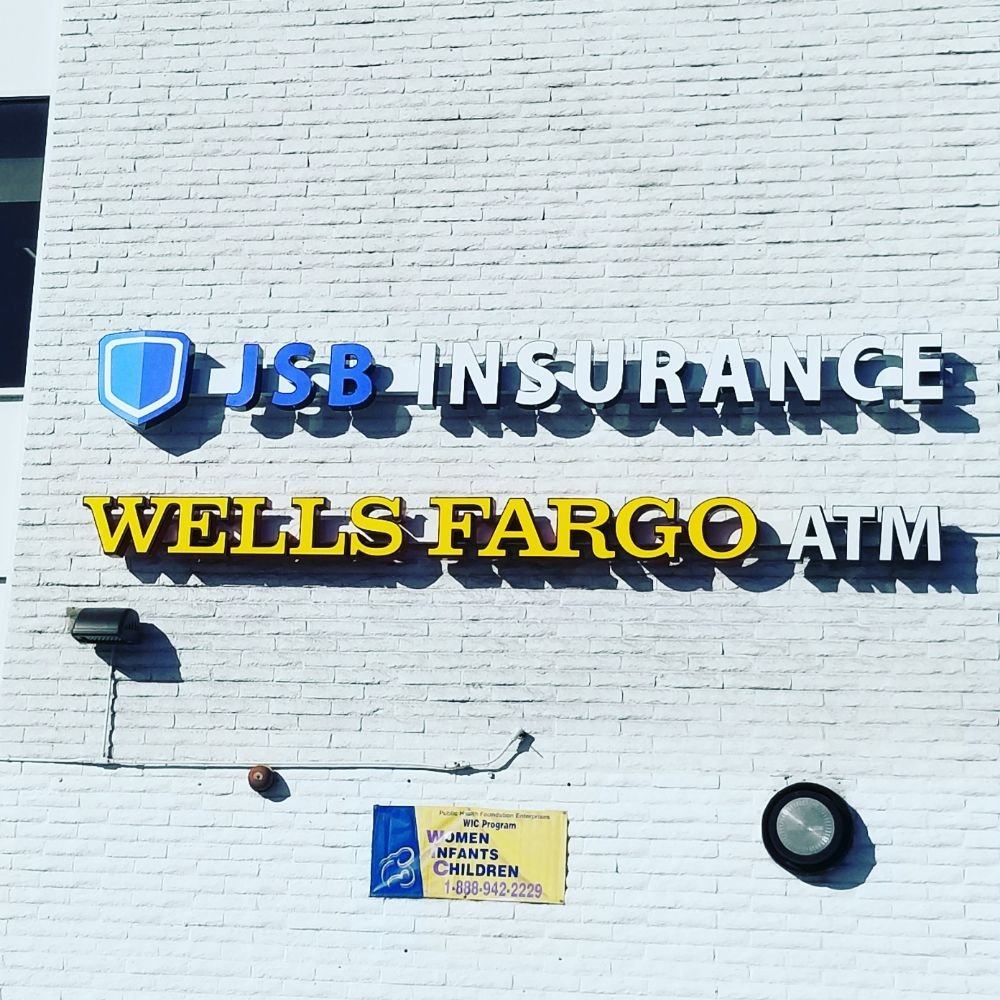 JSB INSURANCE
WELLS FARGO ATM
Public Health Foundation Enterprises
WIC Program
WOMEN
INFANTS
CHILDREN
1-888-942-2229